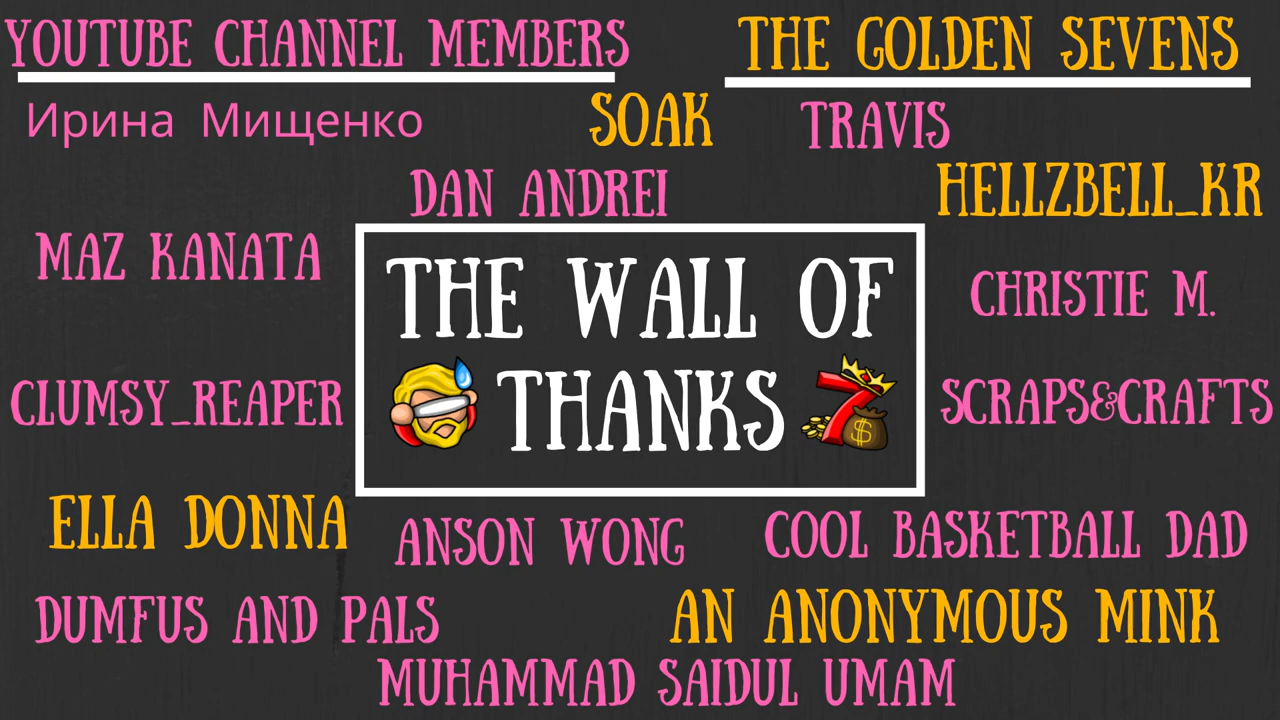 YOUTUBE CHANNEL MEMBERS
THE GOLDEN SEVENS
Ирина Мищенко
SOAK
TRAVIS
DAN ANDREI
HELLZBELL_KR
MAZ KANATA
THE WALL OF
THANKS
7
$
CHRISTIE M.
CLUMSY_REAPER
SCRAPS&CRAFTS
ELLA DONNA
ANSON WONG
COOL BASKETBALL DAD
DUMFUS AND PALS
AN ANONYMOUS MINK
MUHAMMAD SAIDUL UMAM